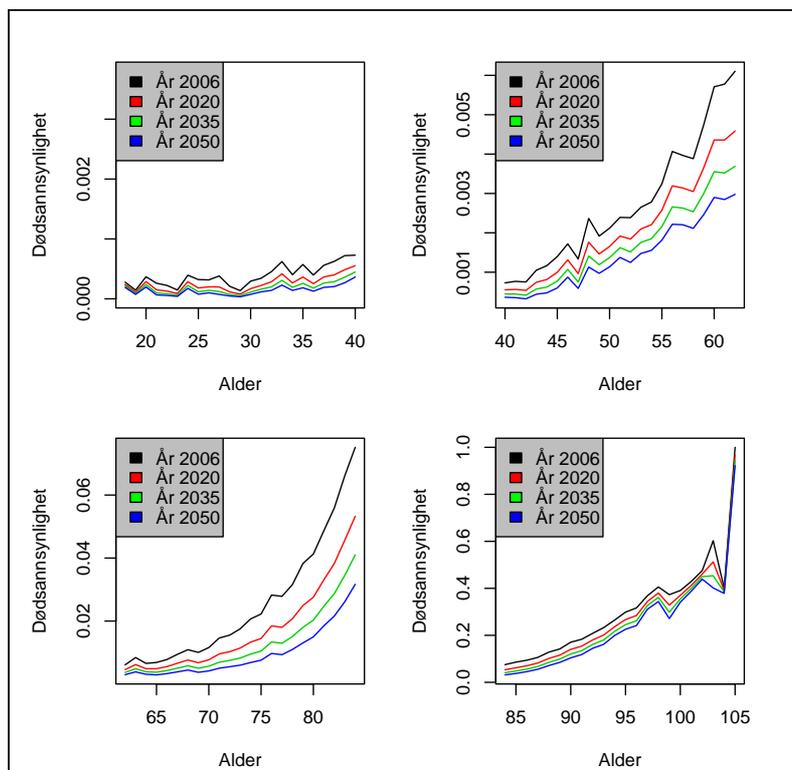 År 2006
År 2020
År 2035
År 2050
Dødsannsynlighet
0.000
0.002
20
25
30
35
40
Alder
År 2006
År 2020
År 2035
År 2050
Dødsannsynlighet
0.001
0.003
0.005
40
45
50
55
60
Alder
År 2006
År 2020
År 2035
År 2050
Dødsannsynlighet
0.02
0.04
0.06
65
70
75
80
Alder
År 2006
År 2020
År 2035
År 2050
Dødsannsynlighet
0.0
0.2
0.4
0.6
0.8
1.0
85
90
95
100
105
Alder